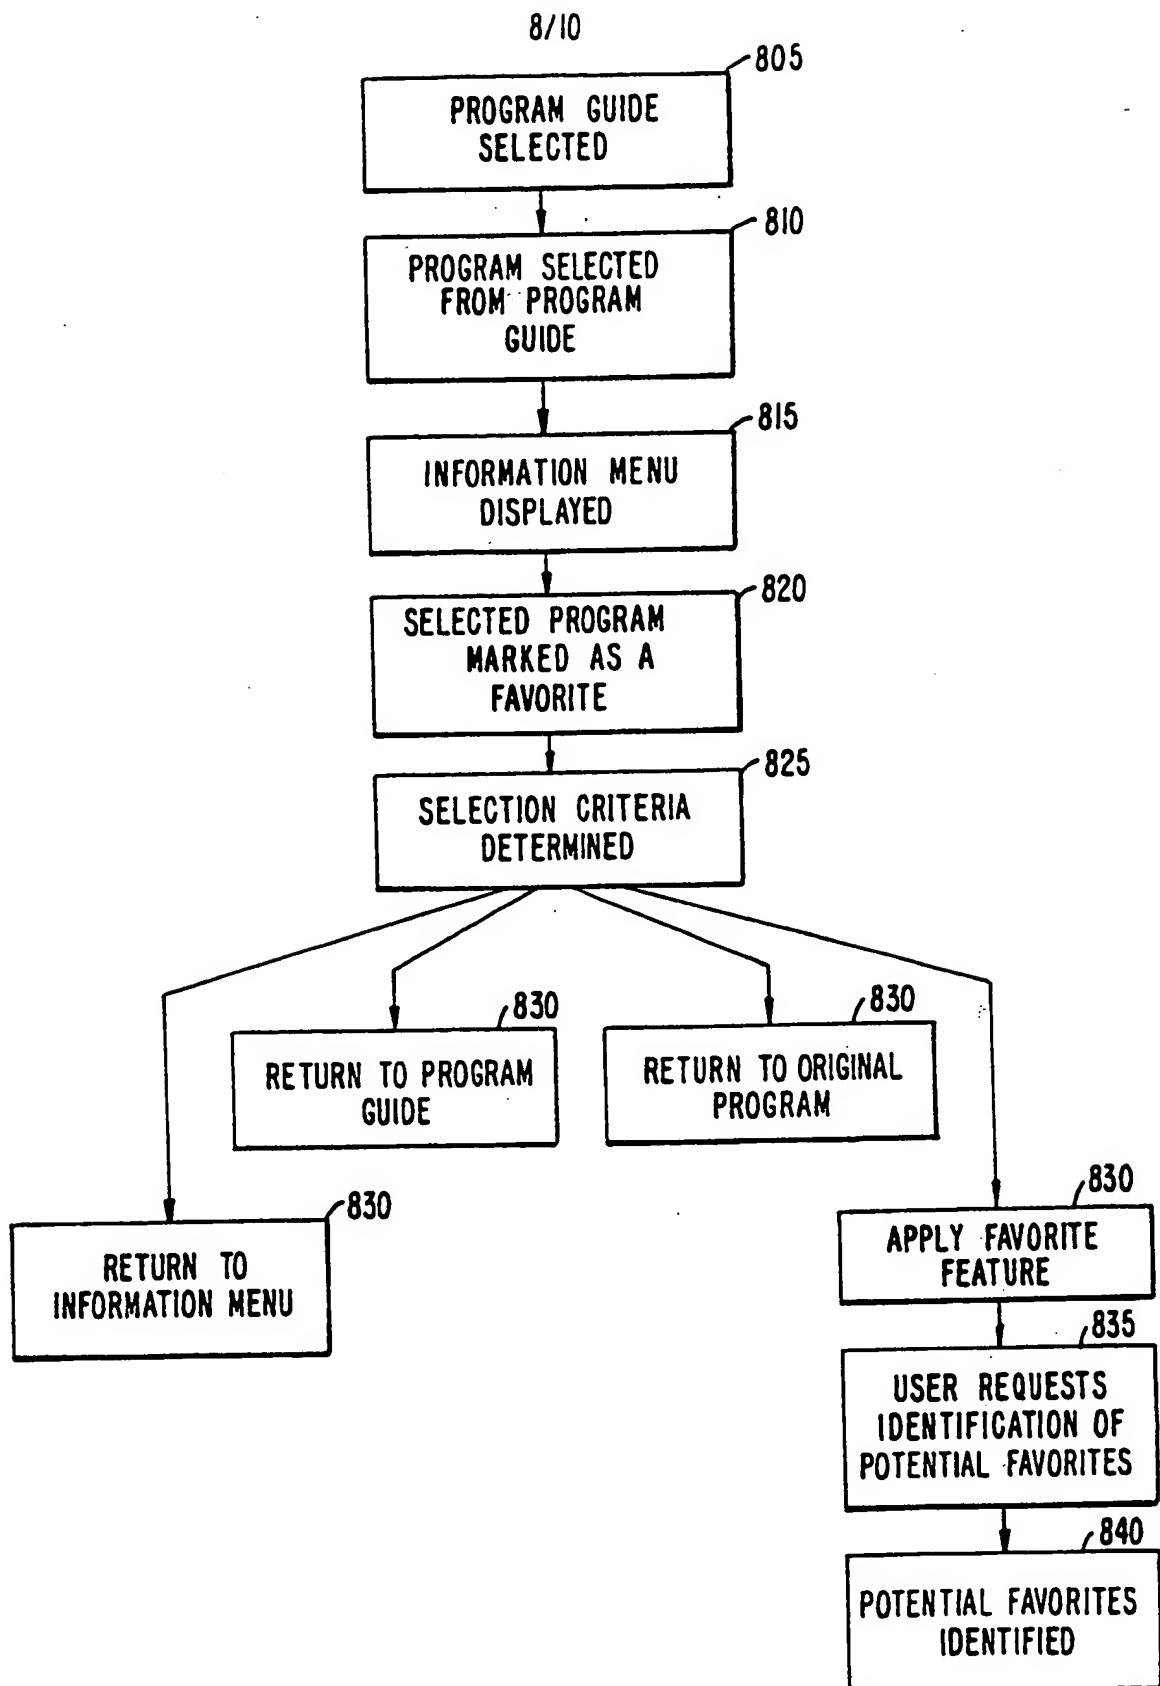 8/10
805
PROGRAM GUIDE
SELECTED
810
PROGRAM SELECTED
FROM PROGRAM
GUIDE
815
INFORMATION MENU
DISPLAYED
820
SELECTED PROGRAM
MARKED AS A
FAVORITE
825
SELECTION CRITERIA
DETERMINED
830
RETURN TO PROGRAM
GUIDE
830
RETURN TO ORIGINAL
PROGRAM
830
RETURN TO
INFORMATION MENU
830
APPLY FAVORITE
FEATURE
835
USER REQUESTS
IDENTIFICATION OF
POTENTIAL FAVORITES
840
POTENTIAL FAVORITES
IDENTIFIED